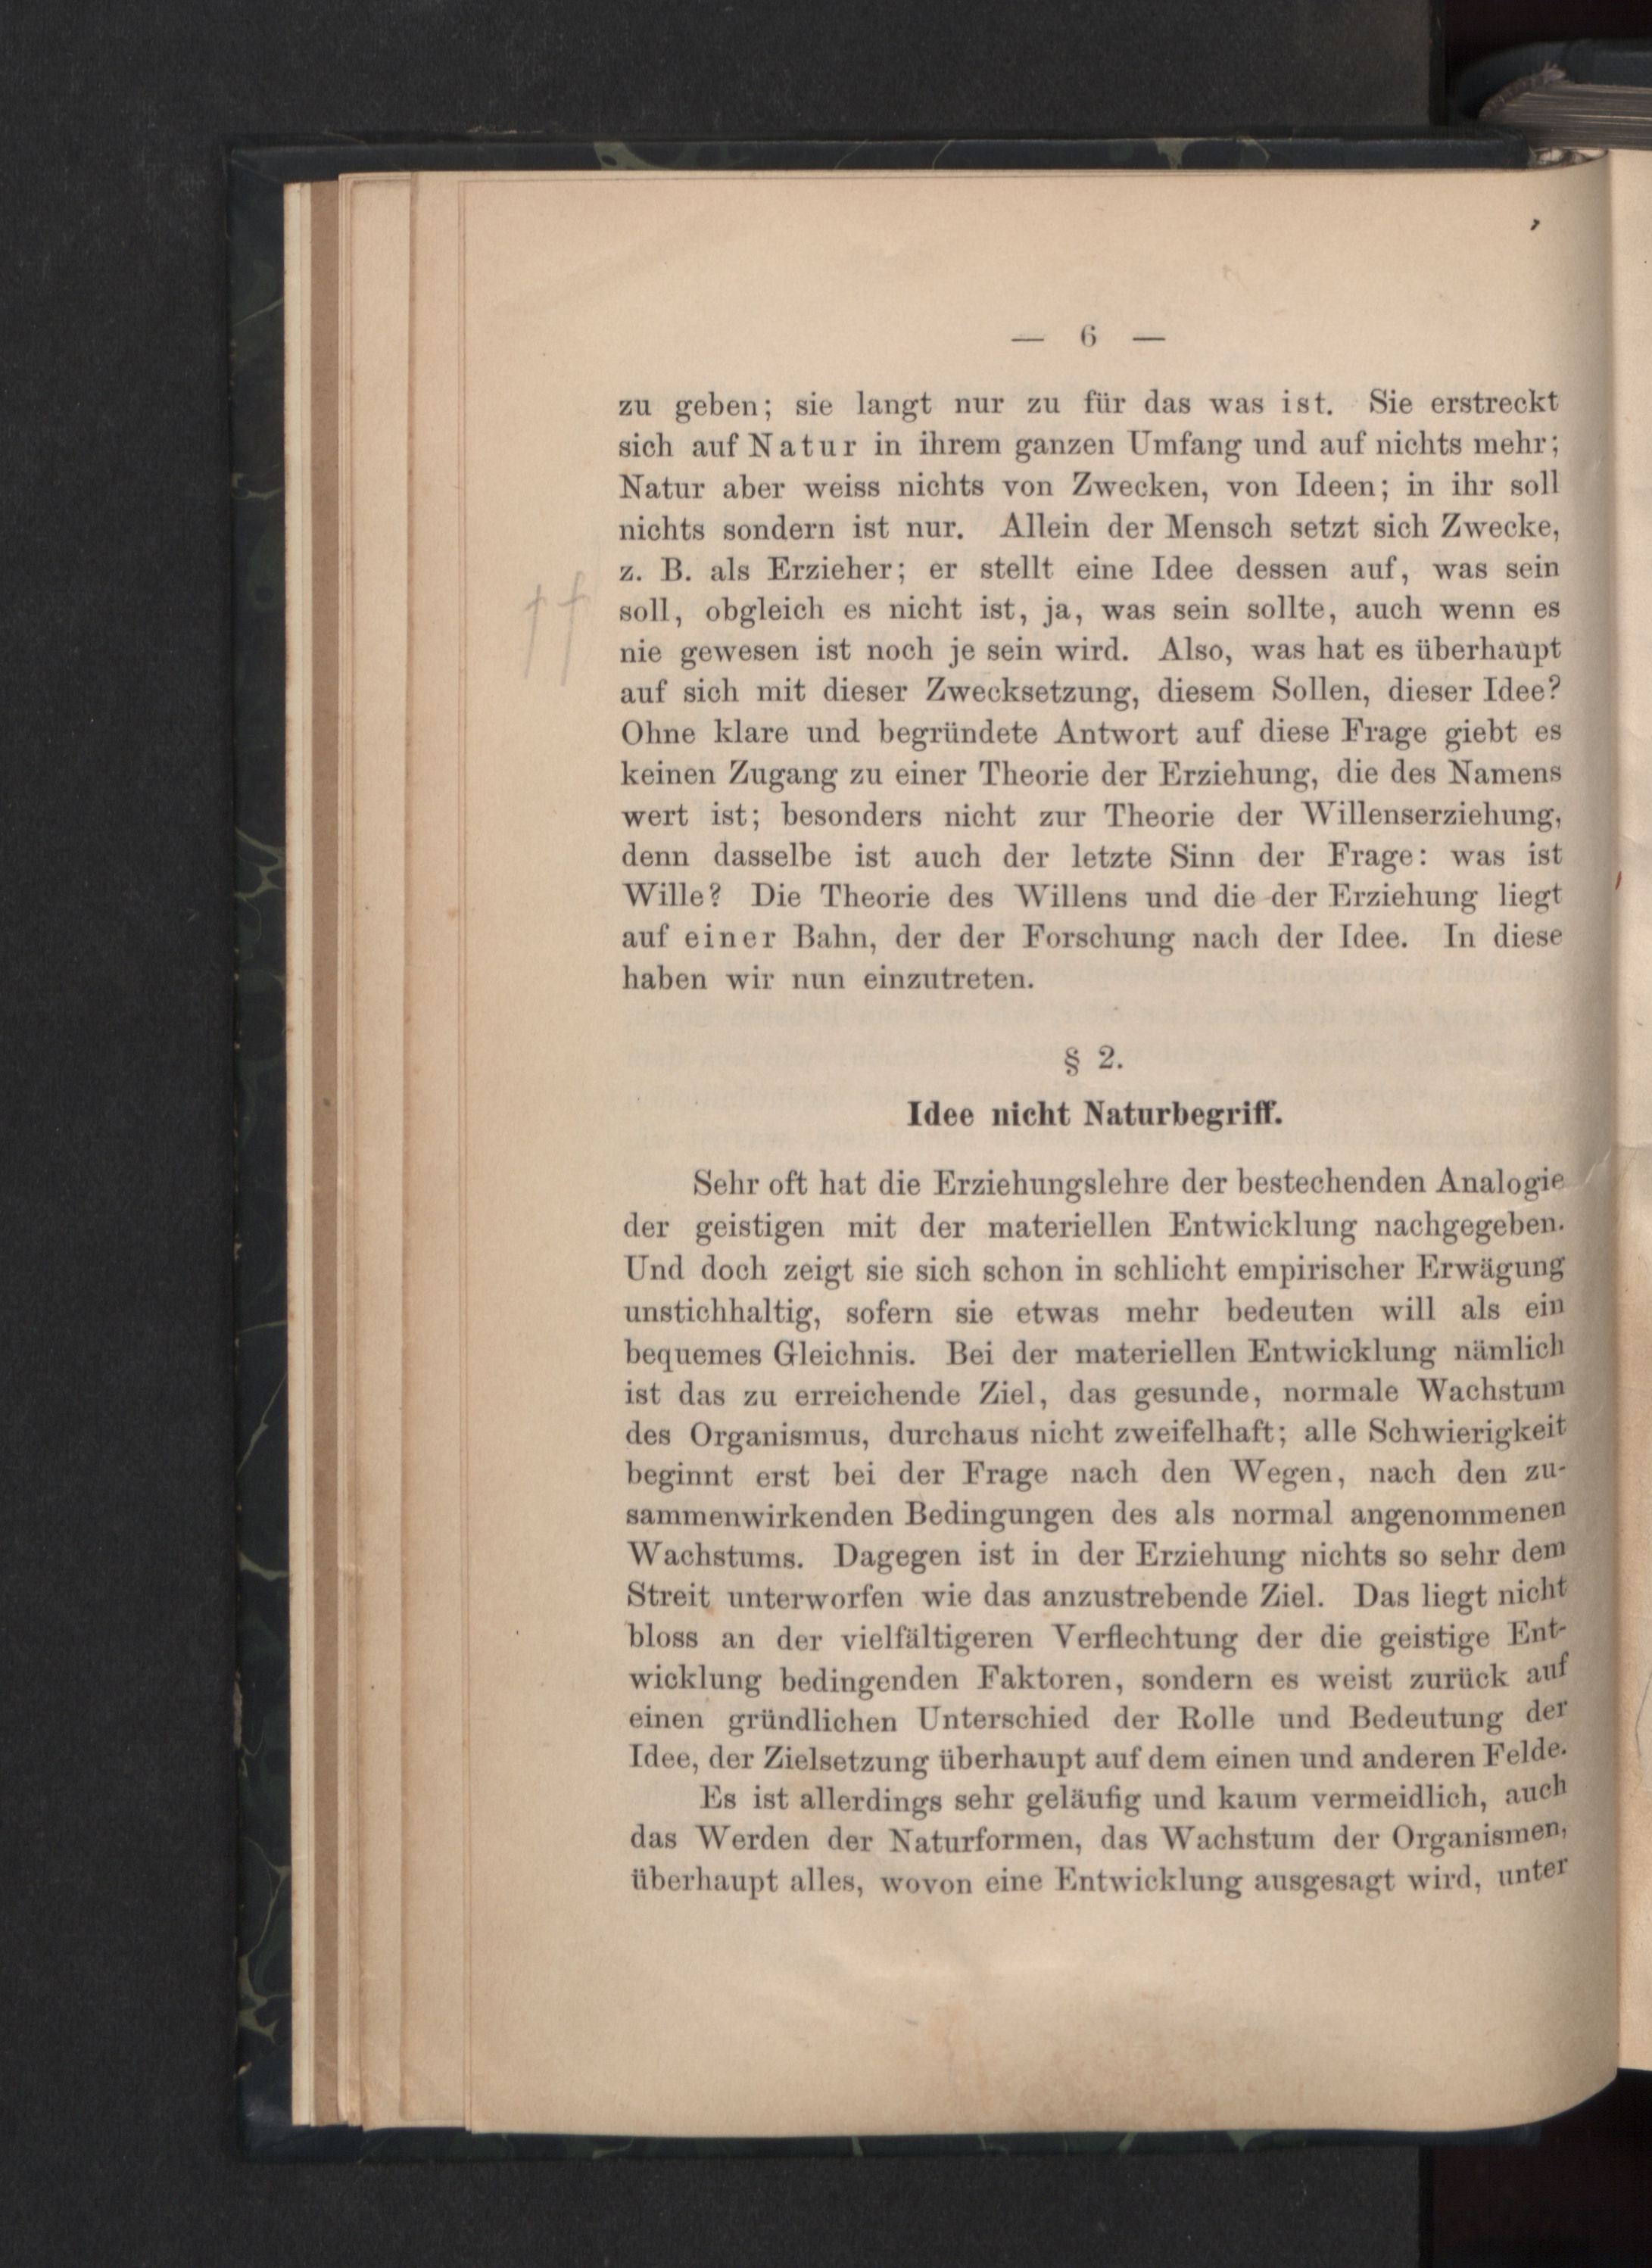 — 6 —
zu geben; sie langt nur zu für das was ist. Sie erstreckt
sich auf Natur in ihrem ganzen Umfang und auf nichts mehr;
Natur aber weiss nichts von Zwecken, von Ideen; in ihr soll
nichts sondern ist nur. Allein der Mensch setzt sich Zwecke,
z. B. als Erzieher; er stellt eine Idee dessen auf, was sein
soll, obgleich es nicht ist, ja, was sein sollte, auch wenn es
nie gewesen ist noch je sein wird. Also, was hat es überhaupt
auf sich mit dieser Zwecksetzung, diesem Sollen, dieser Idee?
Ohne klare und begründete Antwort auf diese Frage giebt es
keinen Zugang zu einer Theorie der Erziehung, die des Namens
wert ist; besonders nicht zur Theorie der Willenserziehung,
denn dasselbe ist auch der letzte Sinn der Frage: was ist
Wille? Die Theorie des Willens und die der Erziehung liegt
auf einer Bahn, der der Forschung nach der Idee. In diese
haben wir nun einzutreten.
§ 2.
Idee nicht Naturbegriff.
Sehr oft hat die Erziehungslehre der bestechenden Analogie
der geistigen mit der materiellen Entwicklung nachgegeben.
Und doch zeigt sie sich schon in schlicht empirischer Erwägung
unstichhaltig, sofern sie etwas mehr bedeuten will als ein
bequemes Gleichnis. Bei der materiellen Entwicklung nämlich
ist das zu erreichende Ziel, das gesunde, normale Wachstum
des Organismus, durchaus nicht zweifelhaft; alle Schwierigkeit
beginnt erst bei der Frage nach den Wegen, nach den zu-
sammenwirkenden Bedingungen des als normal angenommenen
Wachstums. Dagegen ist in der Erziehung nichts so sehr dem
Streit unterworfen wie das anzustrebende Ziel. Das liegt nicht
bloss an der vielfältigeren Verflechtung der die geistige Ent-
wicklung bedingenden Faktoren, sondern es weist zurück auf
einen gründlichen Unterschied der Rolle und Bedeutung der
Idee, der Zielsetzung überhaupt auf dem einen und anderen Felde.
Es ist allerdings sehr geläufig und kaum vermeidlich, auch
das Werden der Naturformen, das Wachstum der Organismen,
überhaupt alles, wovon eine Entwicklung ausgesagt wird, unter